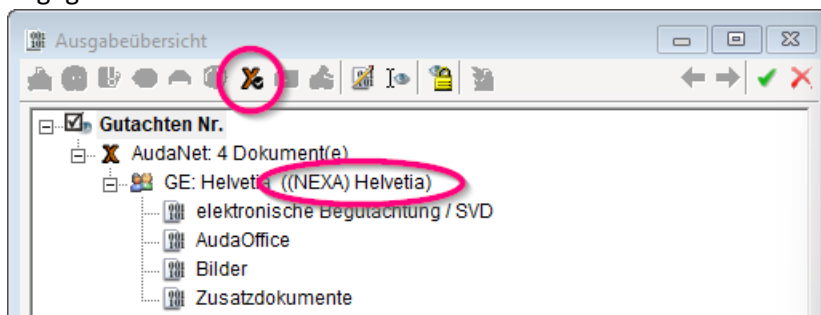 Ausgabeübersicht
Gutachten Nr.
AudaNet: 4 Dokument(e)
GE: Helvetia ((NEXA) Helvetia)
elektronische Begutachtung / SVD
AudaOffice
Bilder
Zusatzdokumente